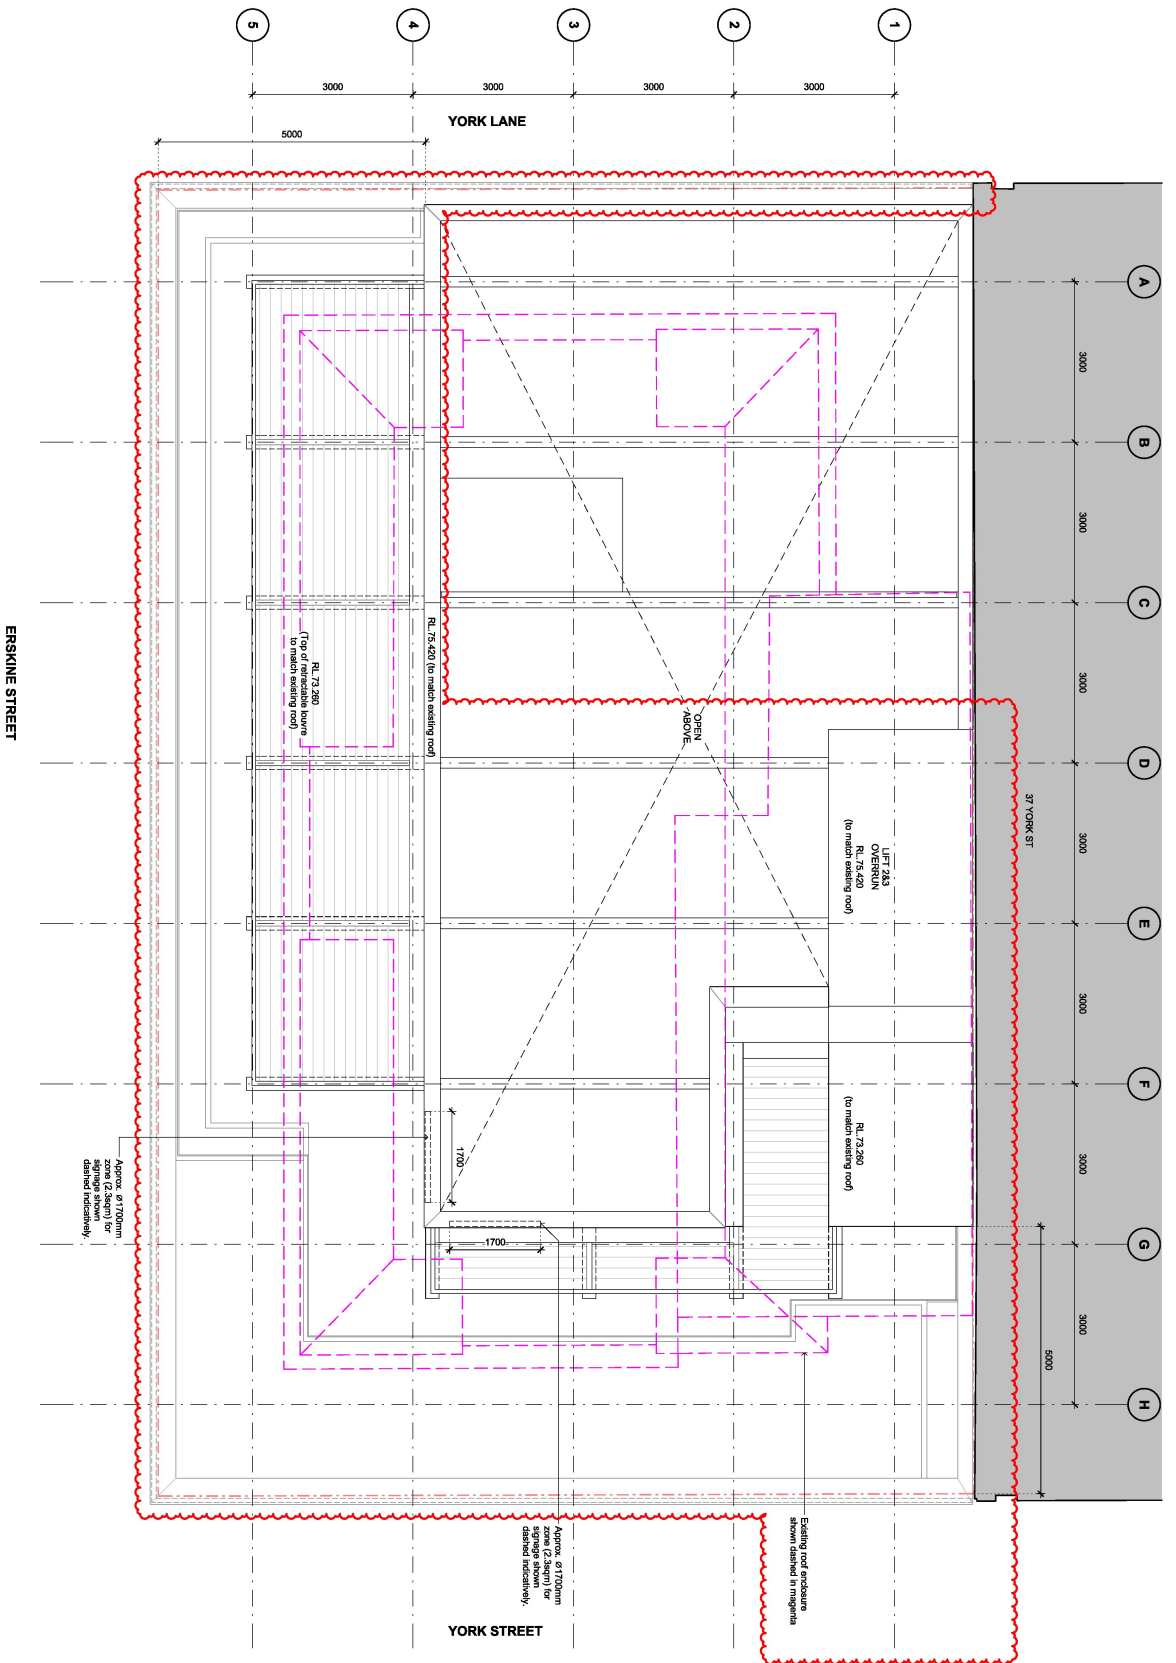 5
4
3
2
1
3000
3000
3000
3000
YORK LANE
5000
A
B
C
D
E
F
G
H
3000
3000
3000
3000
3000
3000
3000
5000
37 YORK ST
RL.73.260
(Top of retractable louvre
to match existing roof)
RL.75.420 (to match existing roof)
OPEN
ABOVE
LIFT 2&3
OVERRUN
RL.75.420
(to match existing roof)
RL.73.260
(to match existing roof)
1700
1700
Approx. Ø1700mm
zone (2.3sqm) for
signage shown
dashed indicatively.
Approx. Ø1700mm
zone (2.3sqm) for
signage shown
dashed indicatively.
Existing roof enclosure
shown dashed in magenta
ERSKINE STREET
YORK STREET